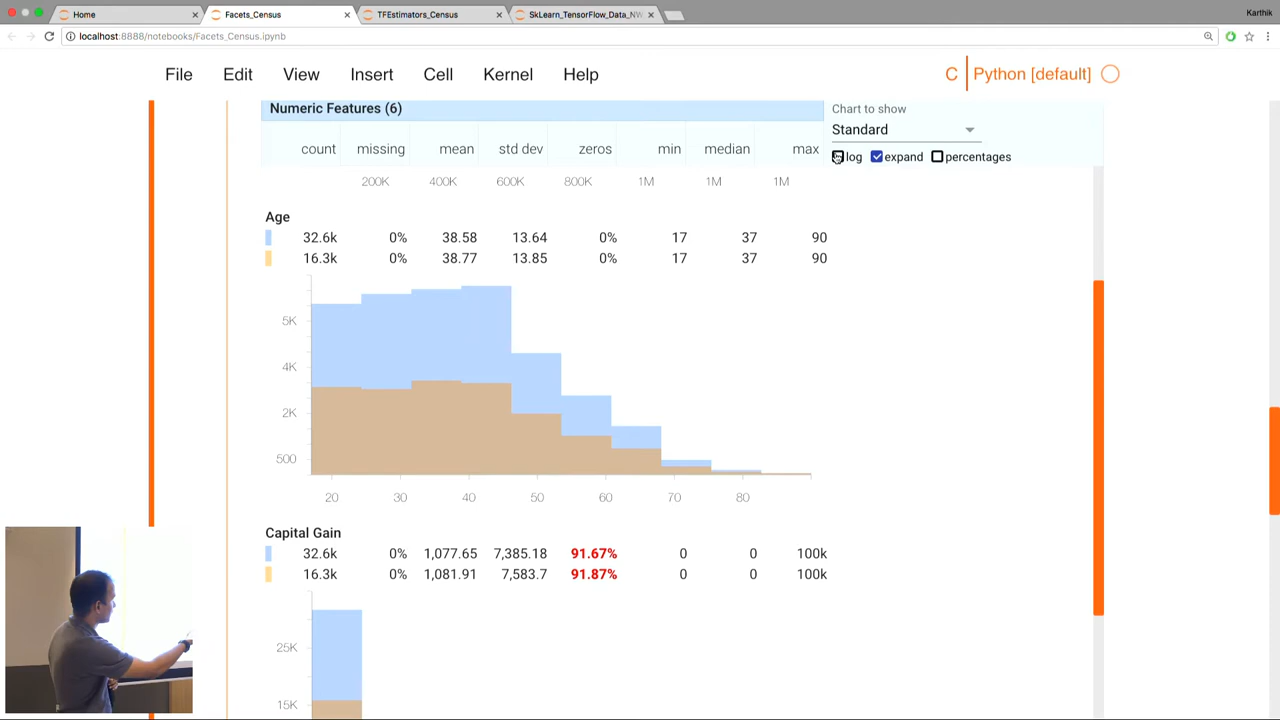 Home
Facets_Census
TFEstimators_Census
SkLearn_TensorFlow_Data_NW
Karthik
localhost:8888/notebooks/Facets_Census.ipynb
File Edit View Insert Cell Kernel Help C Python [default]
Numeric Features (6)
Chart to show
Standard
count missing mean std dev zeros min median max
log expand percentages
200K 400K 600K 800K 1M 1M 1M
Age
32.6k 0% 38.58 13.64 0% 17 37 90
16.3k 0% 38.77 13.85 0% 17 37 90
5K
4K
2K
500
20 30 40 50 60 70 80
Capital Gain
32.6k 0% 1,077.65 7,385.18 91.67% 0 0 100k
16.3k 0% 1,081.91 7,583.7 91.87% 0 0 100k
25K
15K